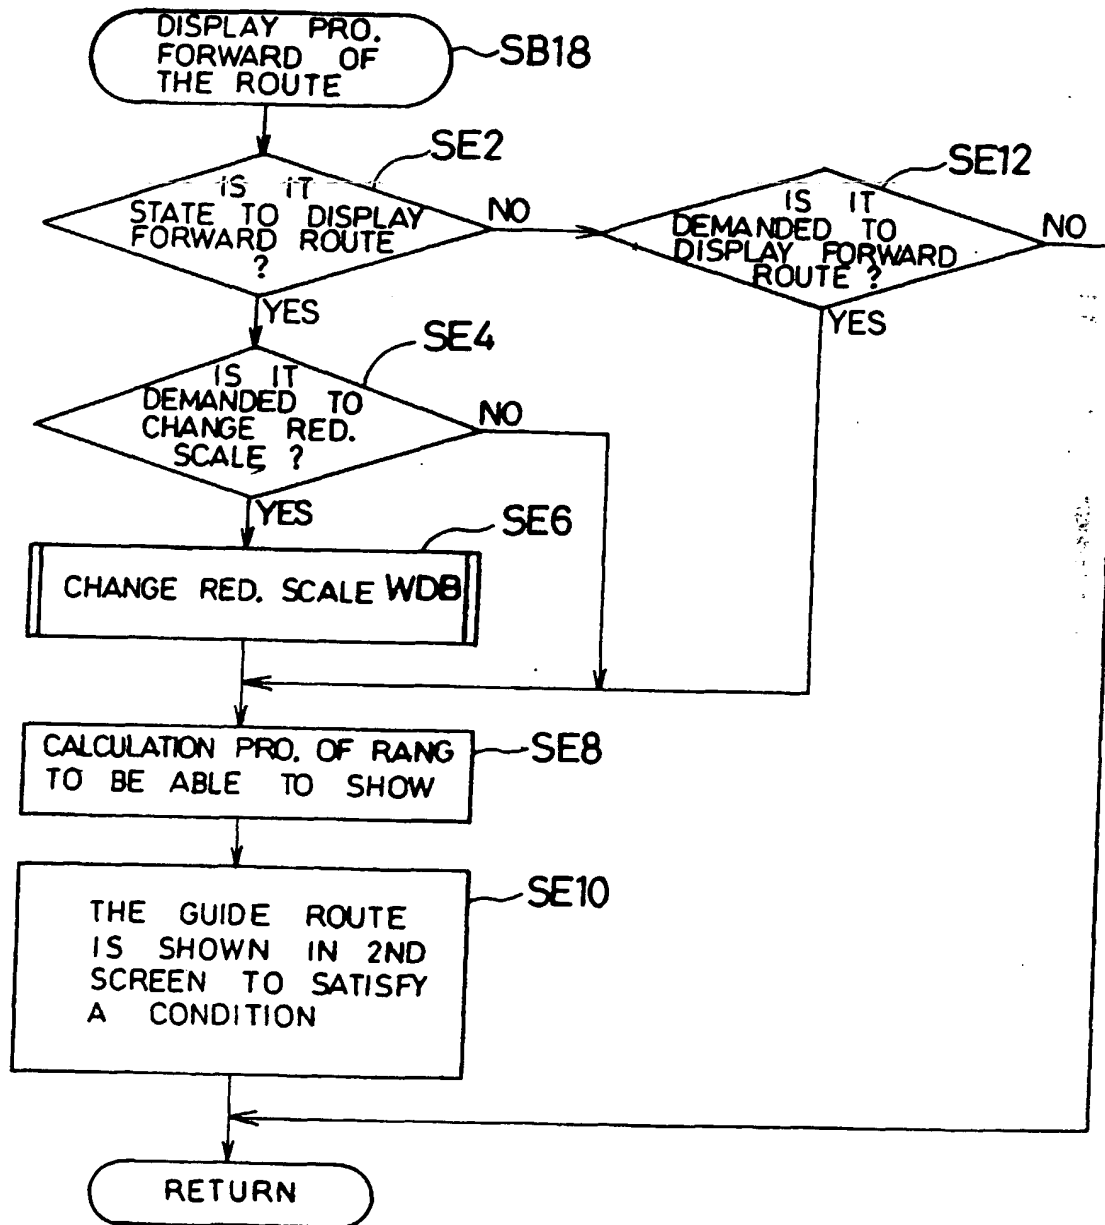 DISPLAY PRO.
FORWARD OF
THE ROUTE
SB18
SE2
IS IT
STATE TO DISPLAY
FORWARD ROUTE
?
NO
YES
SE12
IS IT
DEMANDED TO
DISPLAY FORWARD
ROUTE ?
NO
YES
SE4
IS IT
DEMANDED TO
CHANGE RED.
SCALE ?
NO
YES
SE6
CHANGE RED. SCALE WDB
CALCULATION PRO. OF RANG
TO BE ABLE TO SHOW
SE8
THE GUIDE ROUTE
IS SHOWN IN 2ND
SCREEN TO SATISFY
A CONDITION
SE10
RETURN